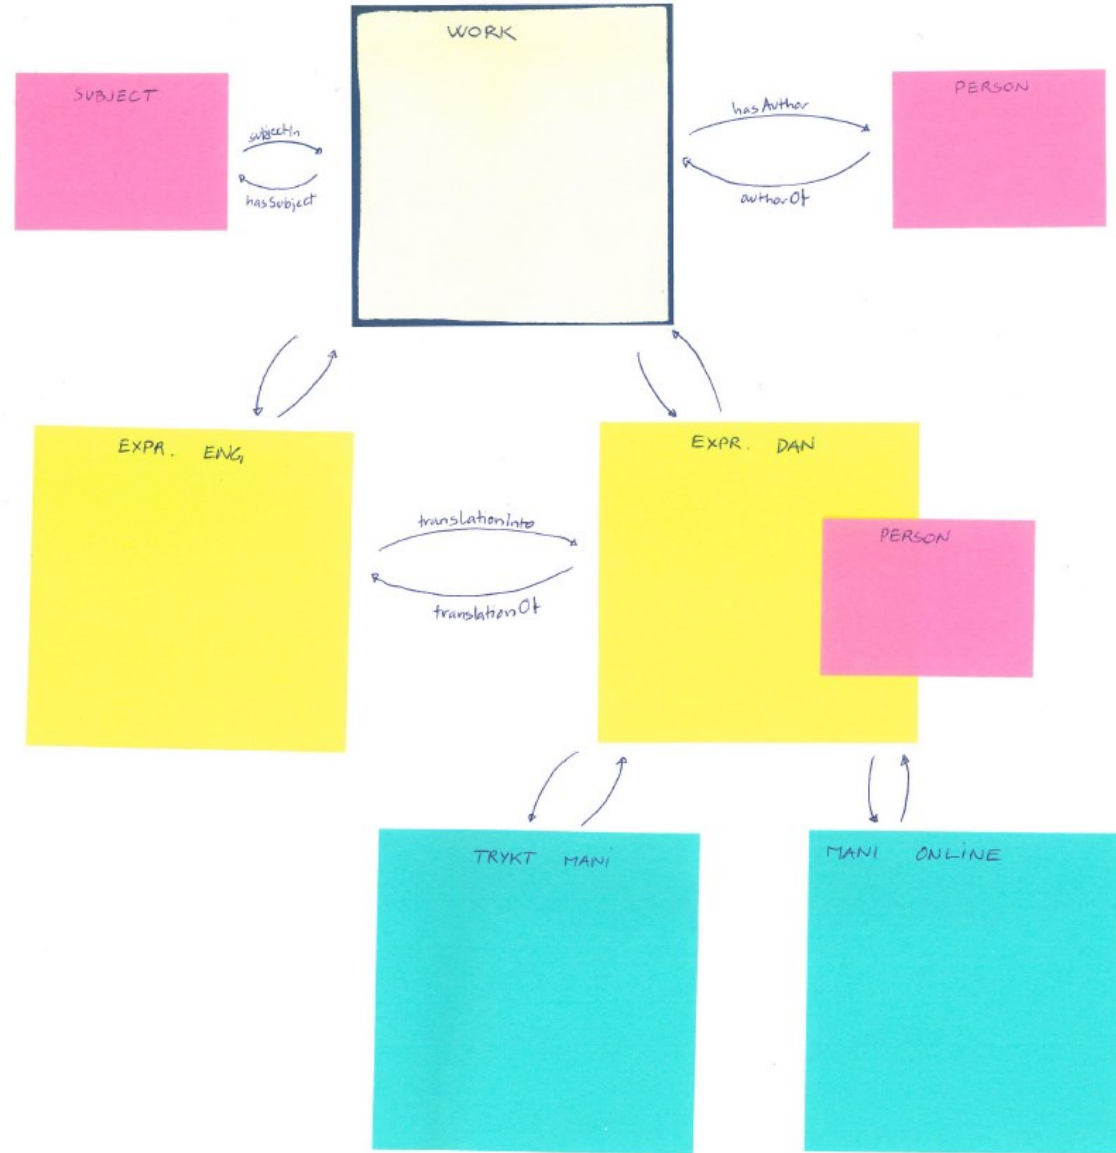 WORK
SUBJECT
PERSON
subjectIn
hasSubject
hasAuthor
authorOf
EXPR. ENG
EXPR. DAN
translationinto
translationOf
PERSON
TRYKT MANI
MANI ONLINE